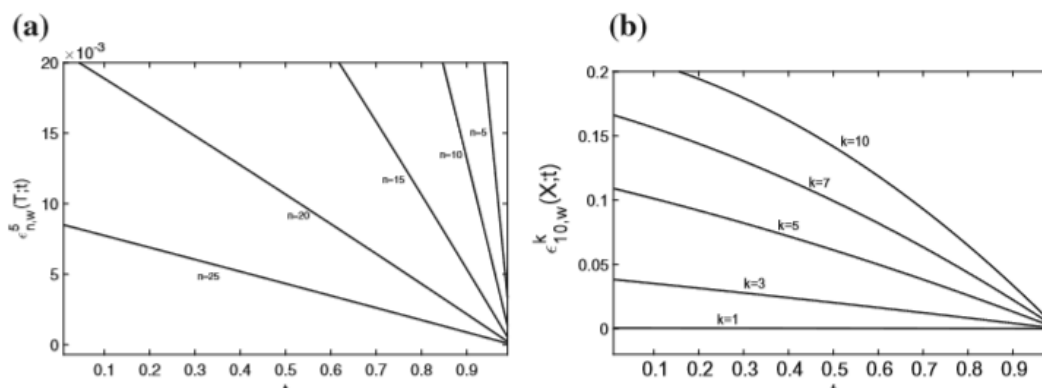 (a)
×10⁻³
20
15
10
5
0
ϵ⁵ₙ,w(T;t)
n=5
n=10
n=15
n=20
n=25
0.1 0.2 0.3 0.4 0.5 0.6 0.7 0.8 0.9
(b)
0.2
0.15
0.1
0.05
0
ϵᵏ₁₀,w(X;t)
k=10
k=7
k=5
k=3
k=1
0.1 0.2 0.3 0.4 0.5 0.6 0.7 0.8 0.9